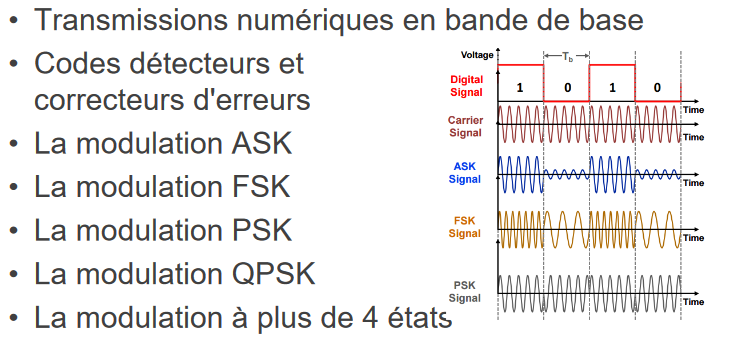 • Transmissions numériques en bande de base
• Codes détecteurs et
correcteurs d'erreurs
• La modulation ASK
• La modulation FSK
• La modulation PSK
• La modulation QPSK
• La modulation à plus de 4 états
Voltage
Tb
Digital
Signal
1 0 1 0
Time
Carrier
Signal
Time
ASK
Signal
Time
FSK
Signal
Time
PSK
Signal
Time